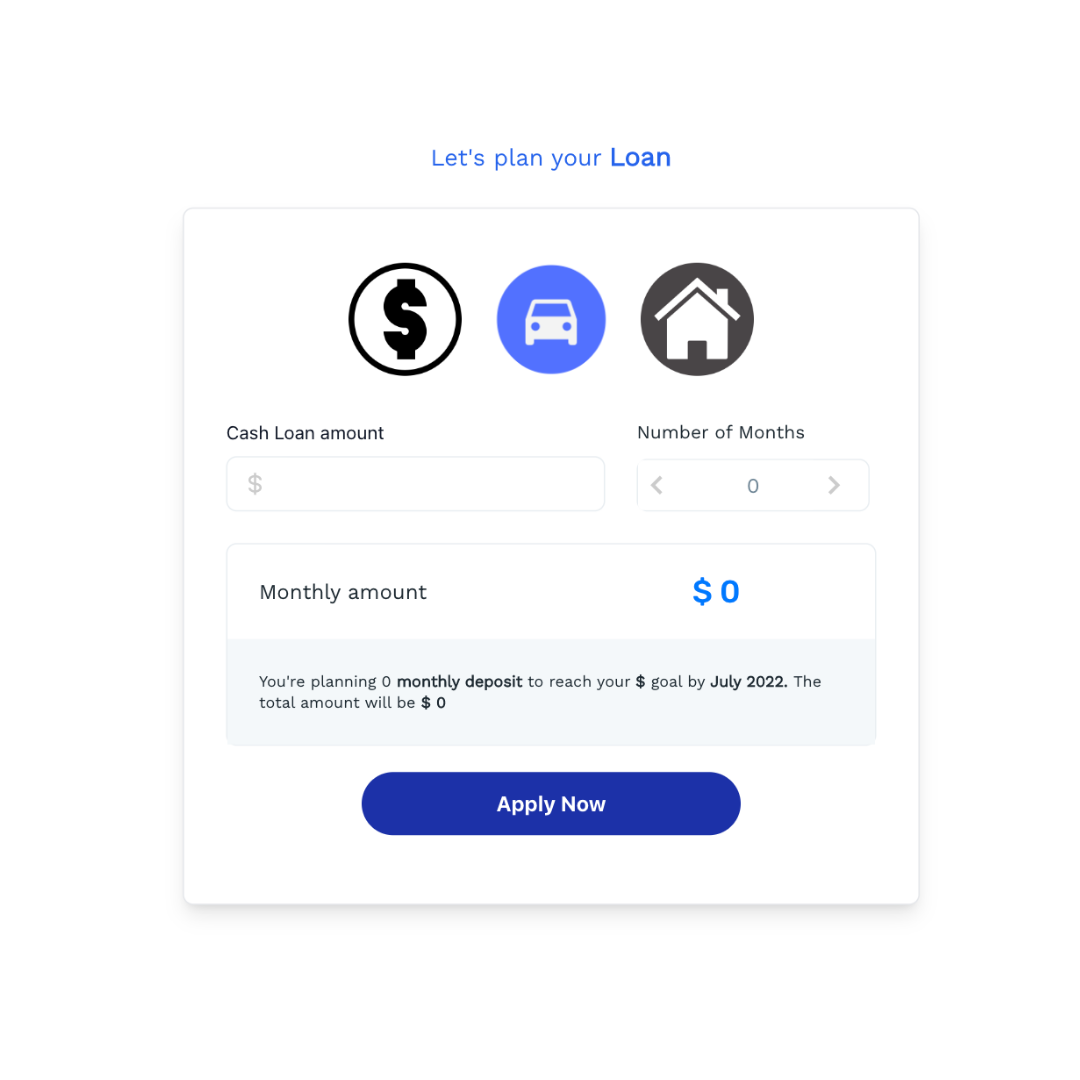 Let's plan your Loan
$
Cash Loan amount
Number of Months
$
0
Monthly amount
$ 0
You're planning 0 monthly deposit to reach your $ goal by July 2022. The
total amount will be $ 0
Apply Now